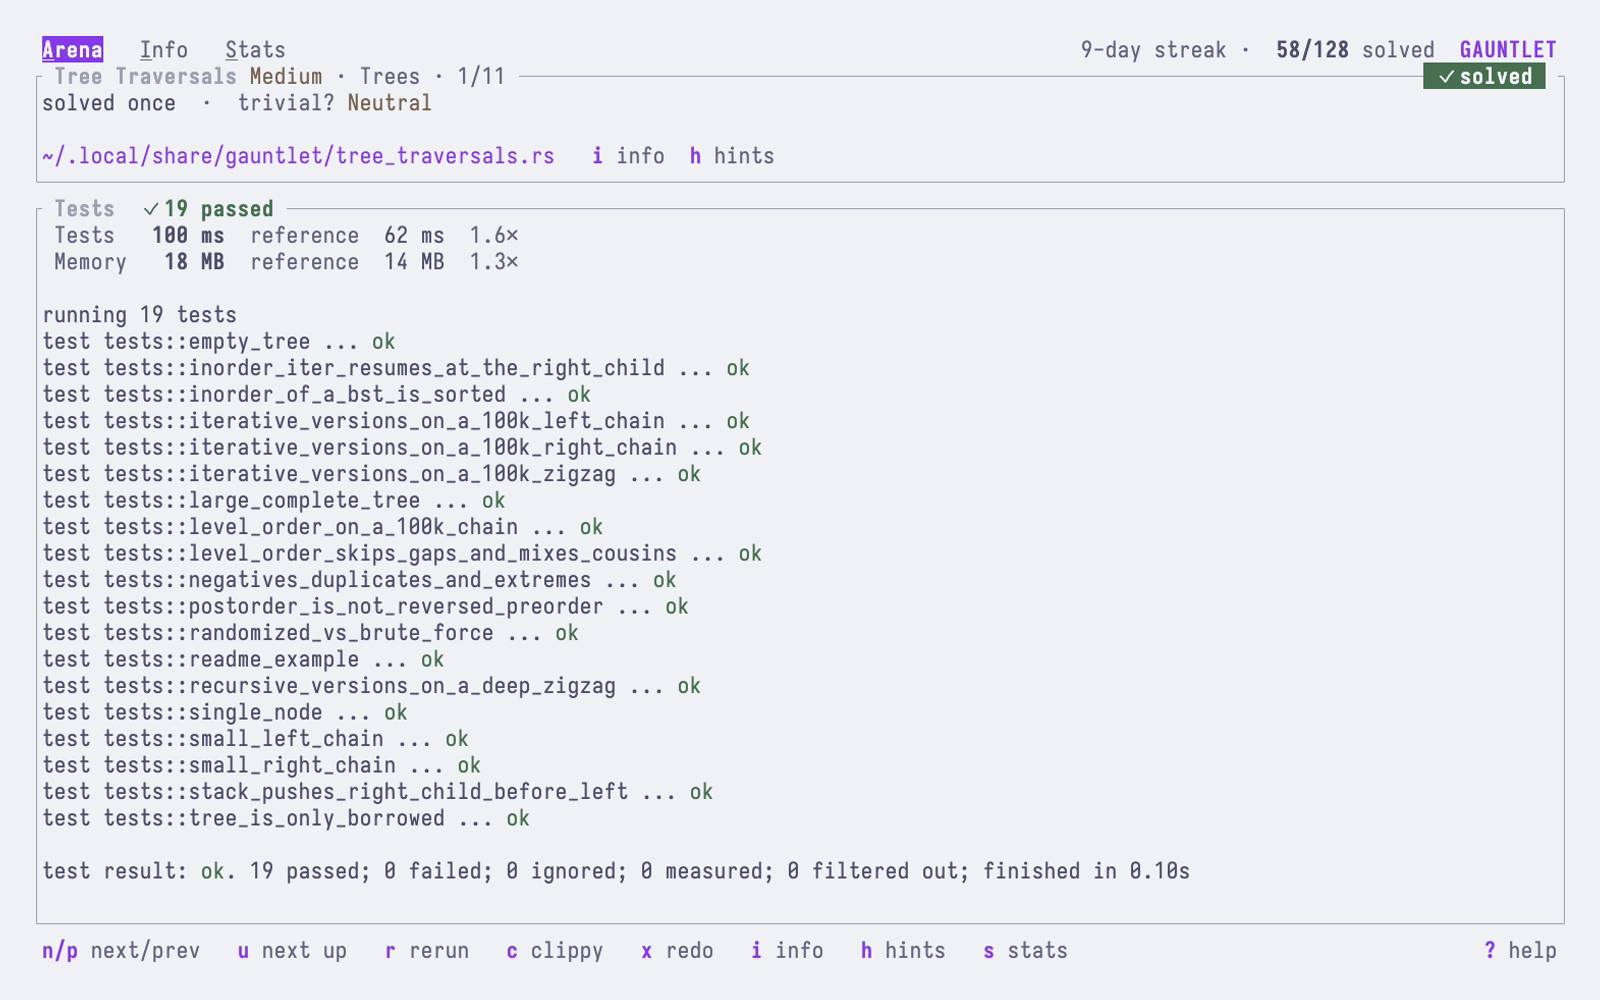 Arena   Info   Stats   9-day streak ·  58/128 solved  GAUNTLET
Tree Traversals Medium · Trees · 1/11   ✓ solved
solved once  ·  trivial? Neutral
~/.local/share/gauntlet/tree_traversals.rs   i info  h hints
Tests  ✓ 19 passed
Tests   100 ms  reference  62 ms  1.6×
Memory   18 MB  reference  14 MB  1.3×
running 19 tests
test tests::empty_tree ... ok
test tests::inorder_iter_resumes_at_the_right_child ... ok
test tests::inorder_of_a_bst_is_sorted ... ok
test tests::iterative_versions_on_a_100k_left_chain ... ok
test tests::iterative_versions_on_a_100k_right_chain ... ok
test tests::iterative_versions_on_a_100k_zigzag ... ok
test tests::large_complete_tree ... ok
test tests::level_order_on_a_100k_chain ... ok
test tests::level_order_skips_gaps_and_mixes_cousins ... ok
test tests::negatives_duplicates_and_extremes ... ok
test tests::postorder_is_not_reversed_preorder ... ok
test tests::randomized_vs_brute_force ... ok
test tests::readme_example ... ok
test tests::recursive_versions_on_a_deep_zigzag ... ok
test tests::single_node ... ok
test tests::small_left_chain ... ok
test tests::small_right_chain ... ok
test tests::stack_pushes_right_child_before_left ... ok
test tests::tree_is_only_borrowed ... ok
test result: ok. 19 passed; 0 failed; 0 ignored; 0 measured; 0 filtered out; finished in 0.10s
n/p next/prev   u next up   r rerun   c clippy   x redo   i info   h hints   s stats   ? help